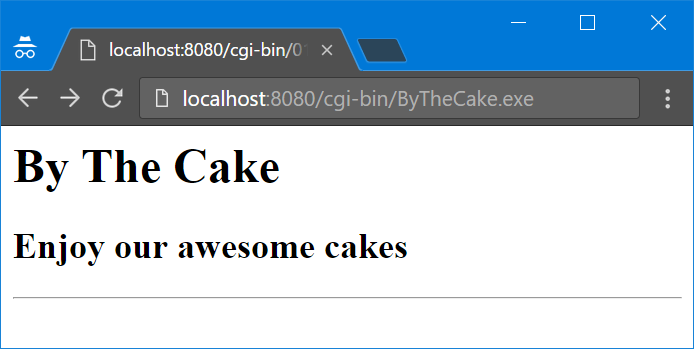 localhost:8080/cgi-bin/0
localhost:8080/cgi-bin/ByTheCake.exe
By The Cake
Enjoy our awesome cakes